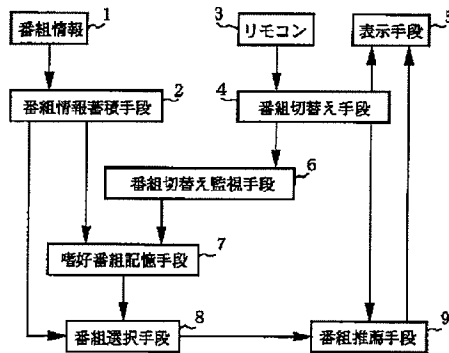 番組情報 1
リモコン 3
表示手段 5
番組情報蓄積手段 2
4 番組切替え手段
番組切替え監視手段 6
嗜好番組記憶手段 7
番組選択手段 8
番組推薦手段 9